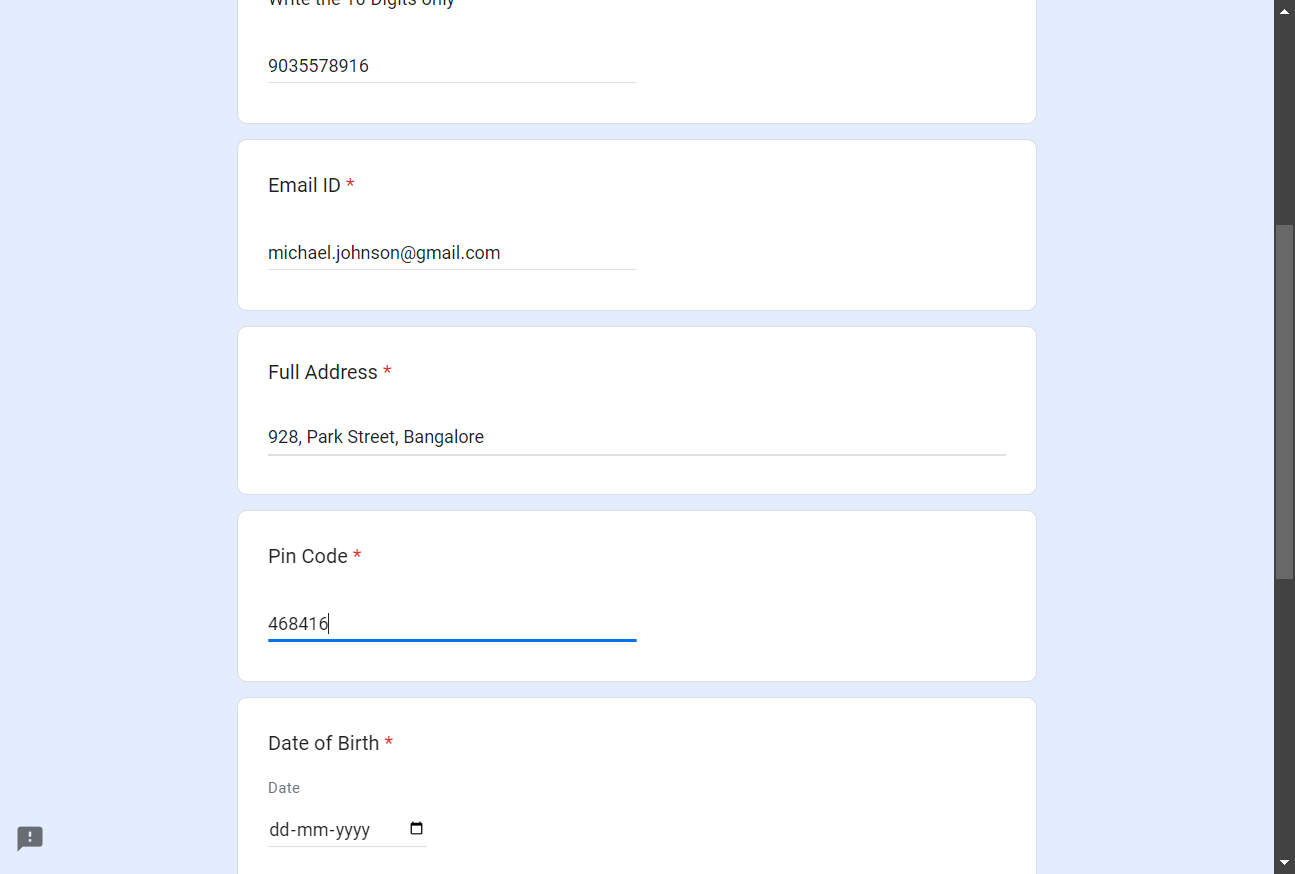 Write the 10 Digits only
9035578916
Email ID *
michael.johnson@gmail.com
Full Address *
928, Park Street, Bangalore
Pin Code *
468416
Date of Birth *
Date
dd-mm-yyyy